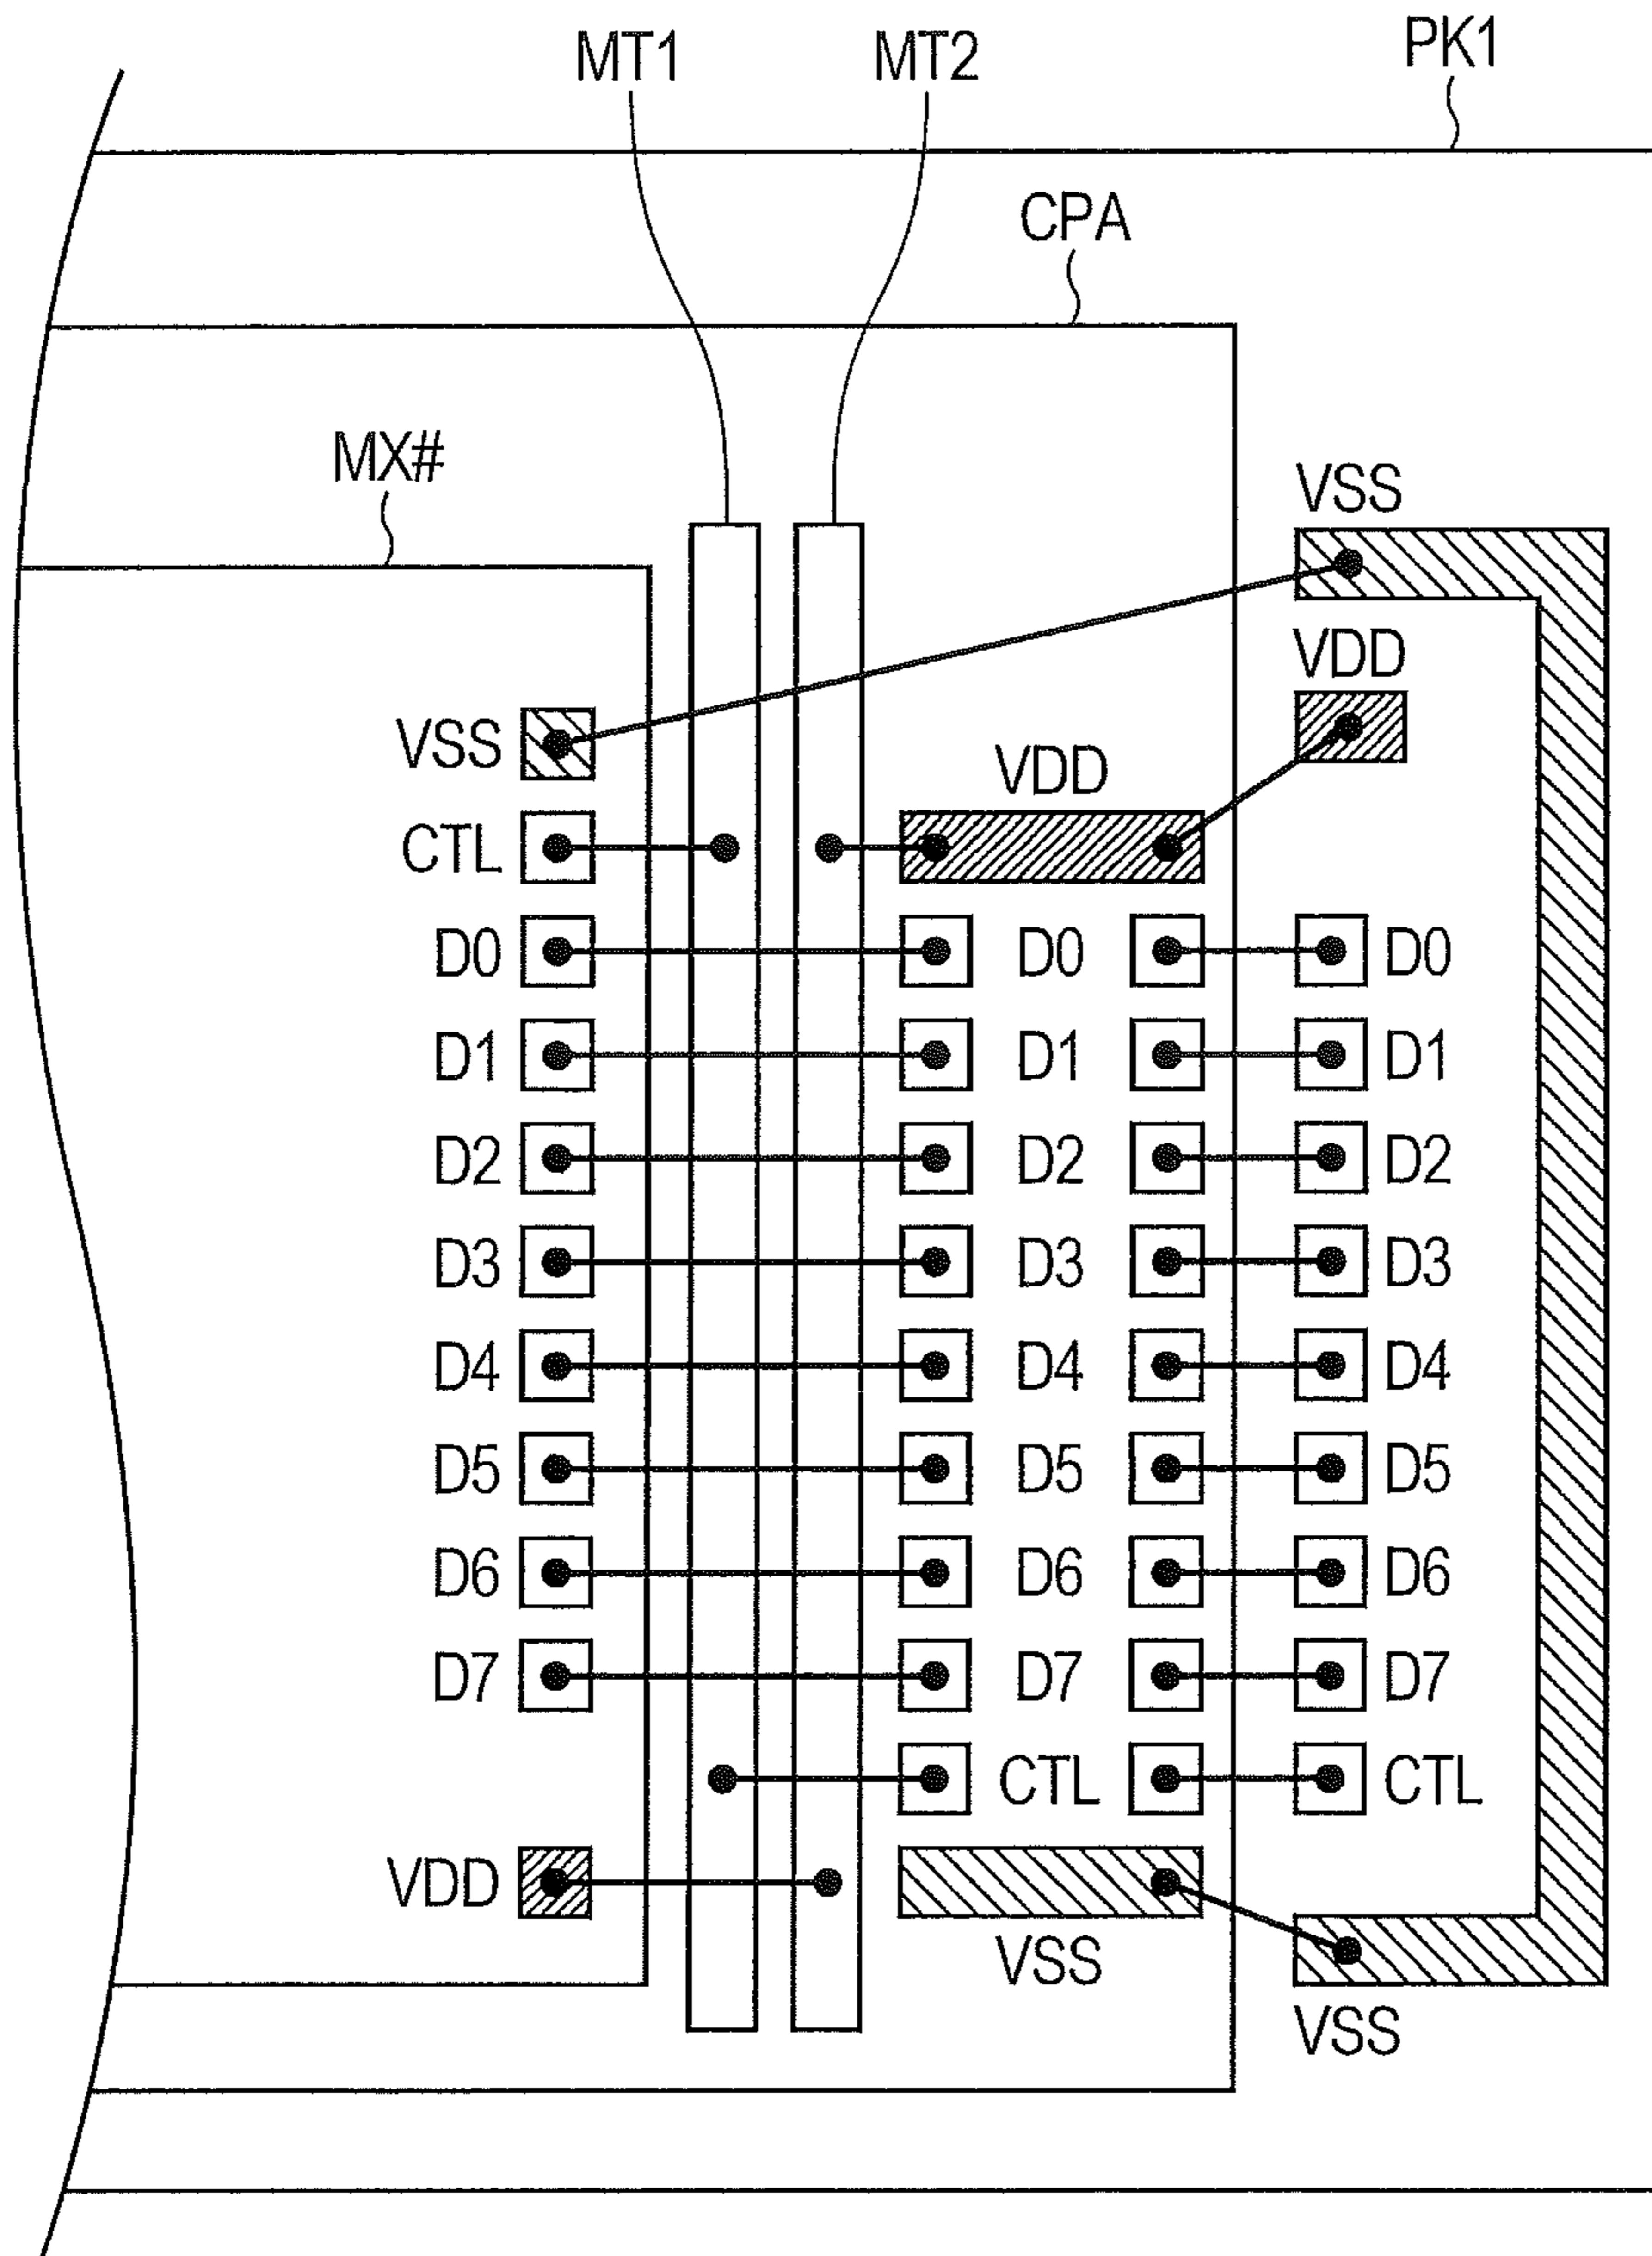 MT1 MT2 PK1
CPA
MX#
VSS
VDD
VSS
VDD
CTL
D0 D0 D0
D1 D1 D1
D2 D2 D2
D3 D3 D3
D4 D4 D4
D5 D5 D5
D6 D6 D6
D7 D7 D7
CTL CTL
VDD
VSS
VSS